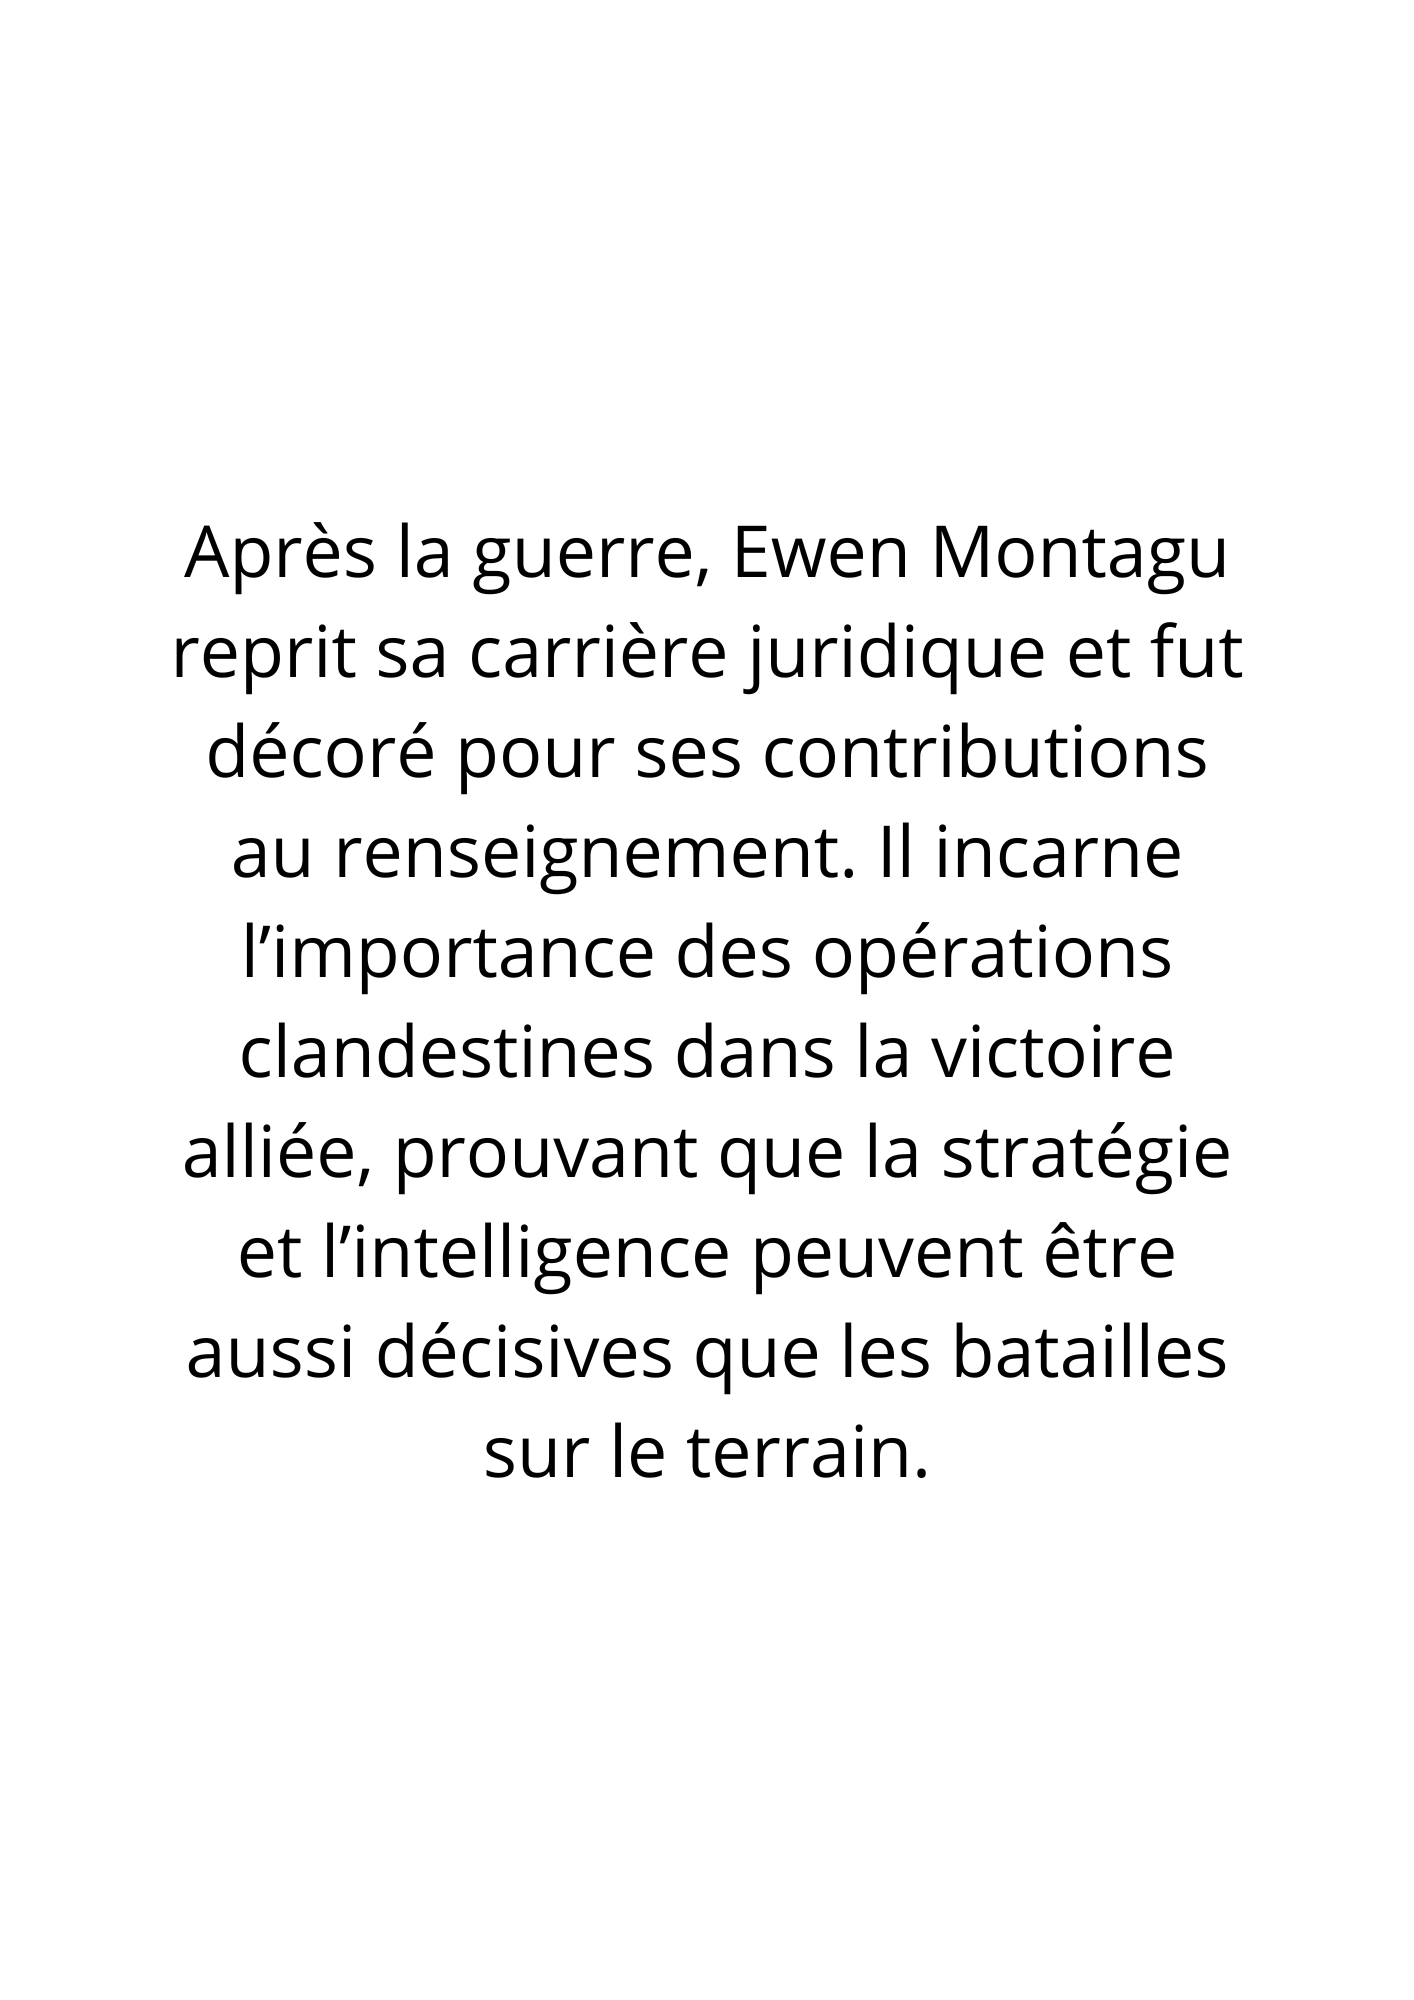 Après la guerre, Ewen Montagu
reprit sa carrière juridique et fut
décoré pour ses contributions
au renseignement. Il incarne
l’importance des opérations
clandestines dans la victoire
alliée, prouvant que la stratégie
et l’intelligence peuvent être
aussi décisives que les batailles
sur le terrain.